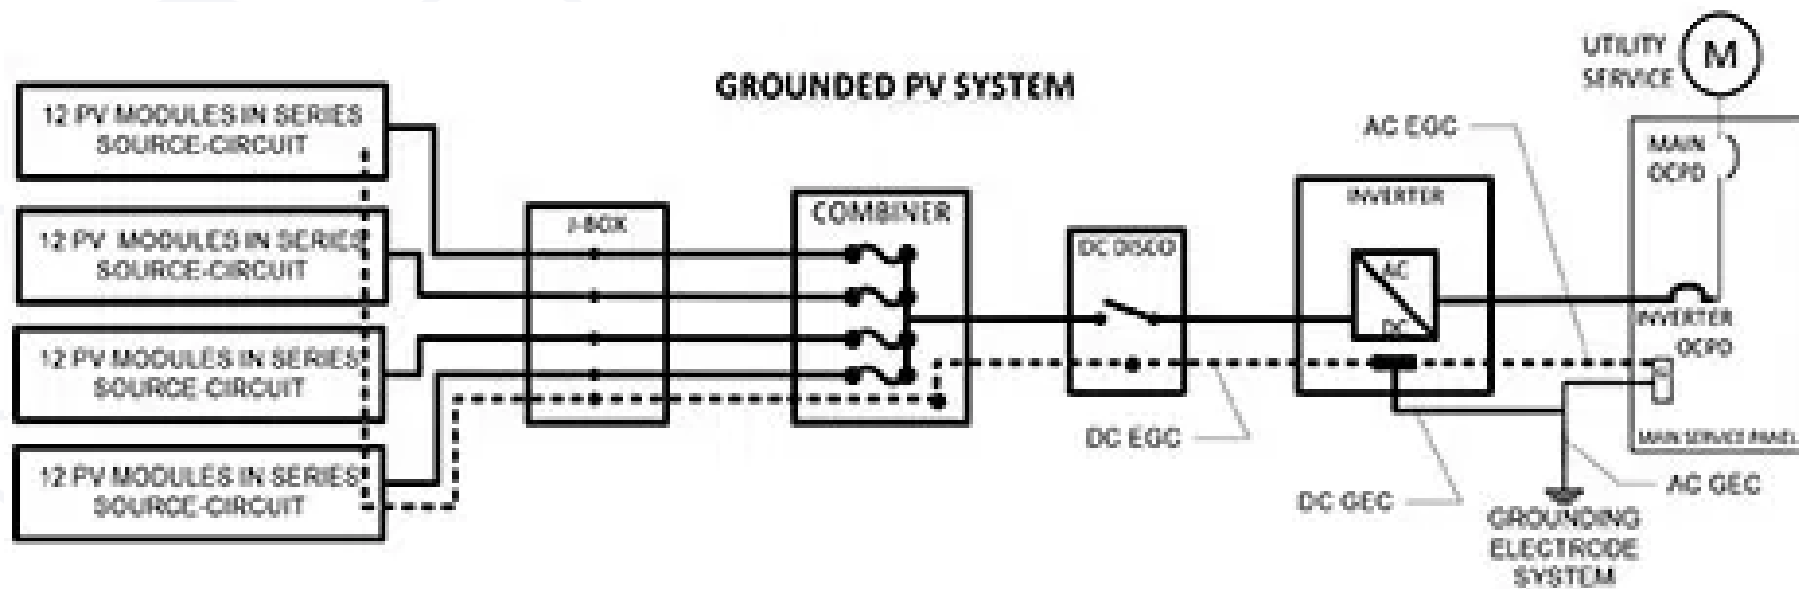 GROUNDED PV SYSTEM
UTILITY
SERVICE
M
12 PV MODULES IN SERIES
SOURCE-CIRCUIT
12 PV MODULES IN SERIES
SOURCE-CIRCUIT
12 PV MODULES IN SERIES
SOURCE-CIRCUIT
12 PV MODULES IN SERIES
SOURCE-CIRCUIT
J-BOX
COMBINER
DC DISCO
INVERTER
AC
DC
AC EGC
MAIN
OCPD
INVERTER
OCPD
MAIN SERVICE PANEL
DC EGC
DC GEC
AC GEC
GROUNDING
ELECTRODE
SYSTEM